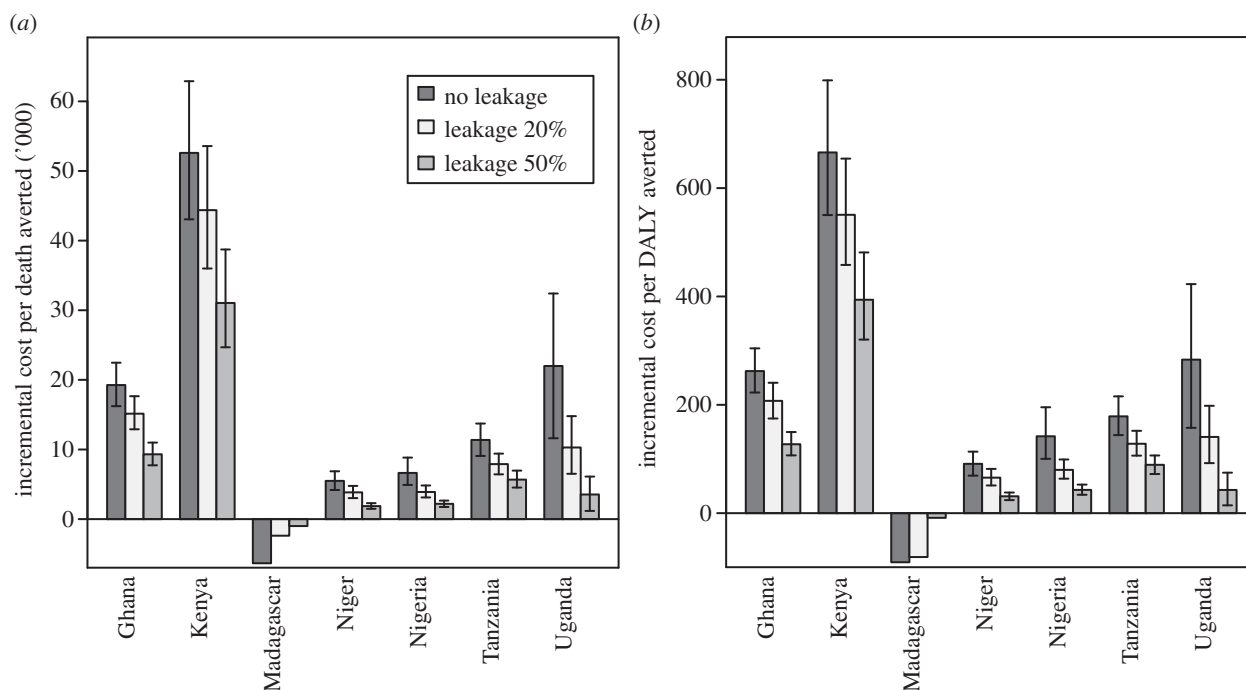 (a)
incremental cost per death averted ('000)
60
50
40
30
20
10
0
no leakage
leakage 20%
leakage 50%
Ghana
Kenya
Madagascar
Niger
Nigeria
Tanzania
Uganda
(b)
incremental cost per DALY averted
800
600
400
200
0
Ghana
Kenya
Madagascar
Niger
Nigeria
Tanzania
Uganda